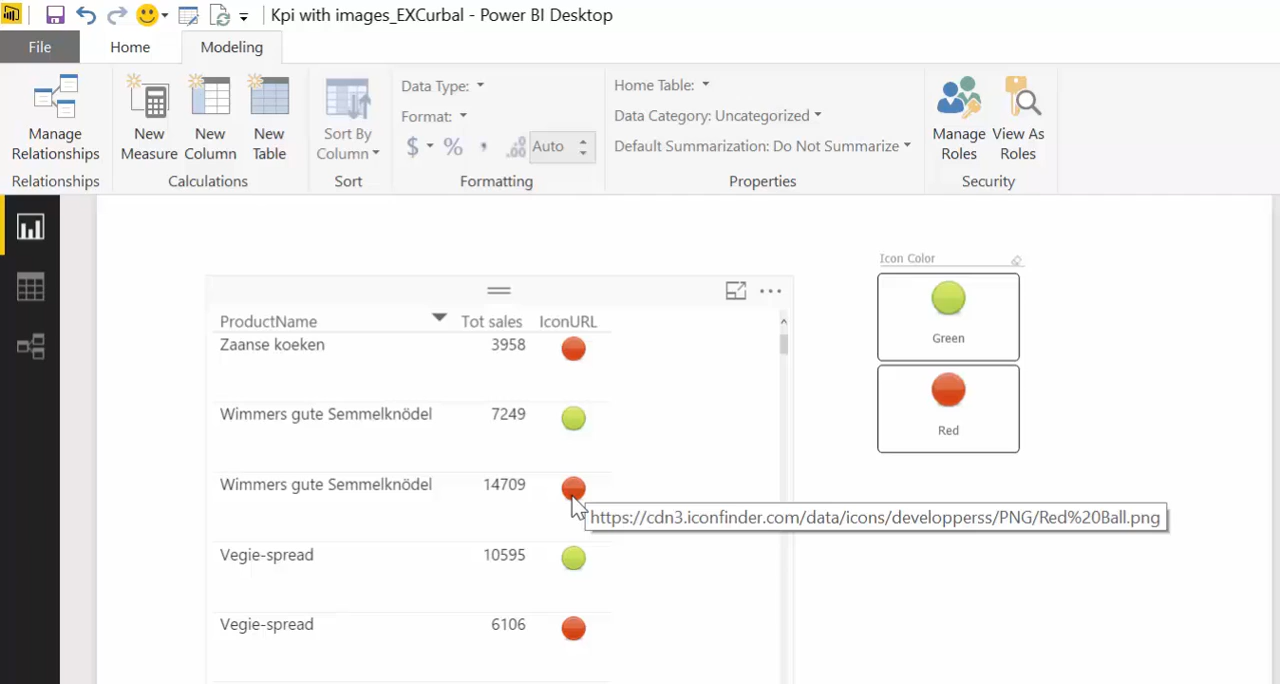 Kpi with images_EXCurbal - Power BI Desktop
File
Home
Modeling
Manage
Relationships
Relationships
New
Measure
New
Column
New
Table
Calculations
Sort By
Column
Sort
Data Type:
Format:
$ % , .00 Auto
Formatting
Home Table:
Data Category: Uncategorized
Default Summarization: Do Not Summarize
Properties
Manage
Roles
View As
Roles
Security
ProductName Tot sales IconURL
Zaanse koeken 3958
Wimmers gute Semmelknödel 7249
Wimmers gute Semmelknödel 14709
https://cdn3.iconfinder.com/data/icons/developperss/PNG/Red%20Ball.png
Vegie-spread 10595
Vegie-spread 6106
Icon Color
Green
Red